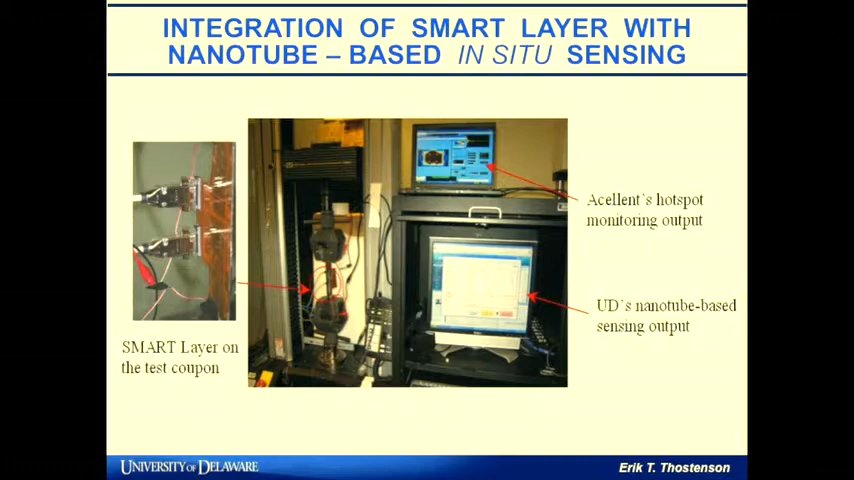 INTEGRATION OF SMART LAYER WITH
NANOTUBE – BASED IN SITU SENSING
Acellent`s hotspot
monitoring output
UD`s nanotube-based
sensing output
SMART Layer on
the test coupon
UNIVERSITY OF DELAWARE
Erik T. Thostenson